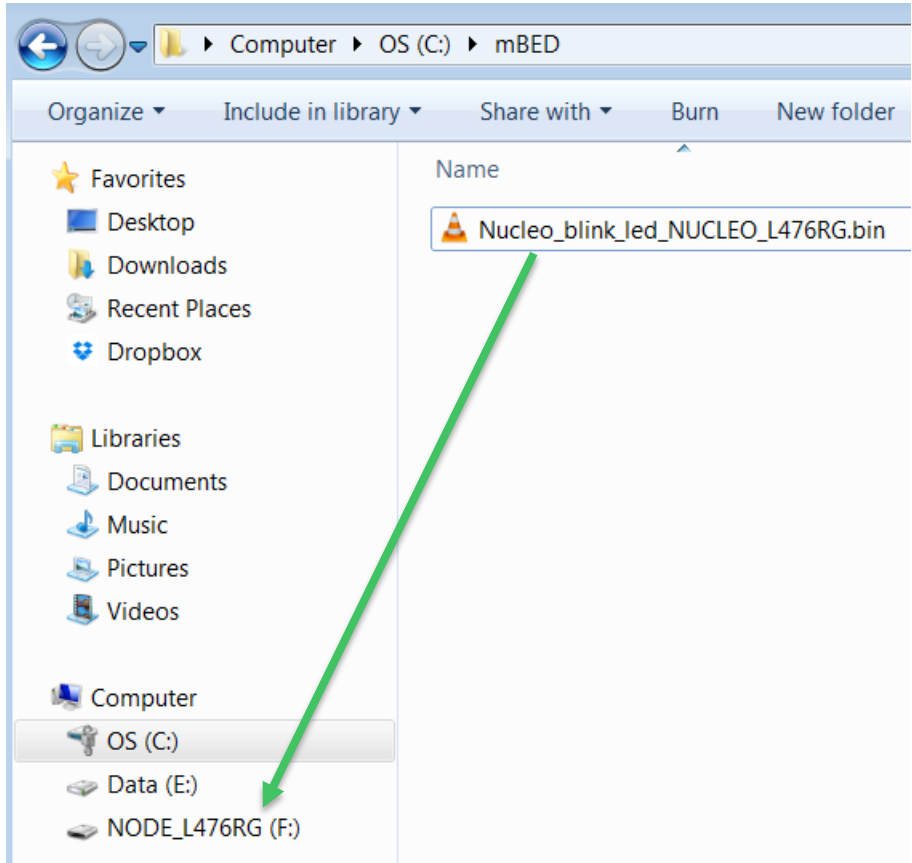 Computer OS (C:) mBED
Organize Include in library Share with Burn New folder
Favorites
Desktop
Downloads
Recent Places
Dropbox
Libraries
Documents
Music
Pictures
Videos
Computer
OS (C:)
Data (E:)
NODE_L476RG (F:)
Name
Nucleo_blink_led_NUCLEO_L476RG.bin